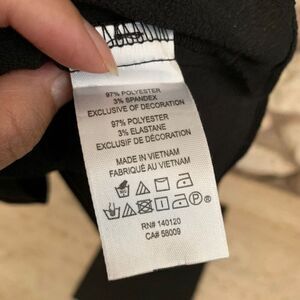 97% POLYESTER
3% SPANDEX
EXCLUSIVE OF DECORATION
97% POLYESTER
3% ELASTANE
EXCLUSIF DE DÉCORATION
MADE IN VIETNAM
FABRIQUÉ AU VIETNAM
RN# 140120
CA# 58009